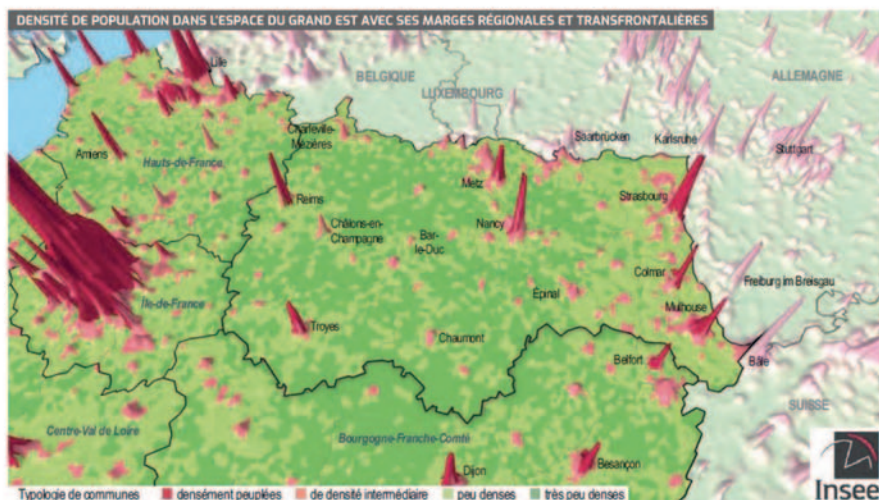 DENSITÉ DE POPULATION DANS L'ESPACE DU GRAND EST AVEC SES MARGES RÉGIONALES ET TRANSFRONTALIÈRES
Lille
BELGIQUE
LUXEMBOURG
ALLEMAGNE
Charleville-
Mézières
Saarbrücken
Karlsruhe
Stuttgart
Amiens
Hauts-de-France
Metz
Reims
Strasbourg
Châlons-en-
Champagne
Bar-
le-Duc
Nancy
Colmar
Freiburg im Breisgau
Île-de-France
Épinal
Mulhouse
Troyes
Chaumont
Belfort
Bâle
SUISSE
Centre-Val de Loire
Bourgogne-Franche-Comté
Dijon
Besançon
Insee
Typologie de communes densément peuplées de densité intermédiaire peu denses très peu denses